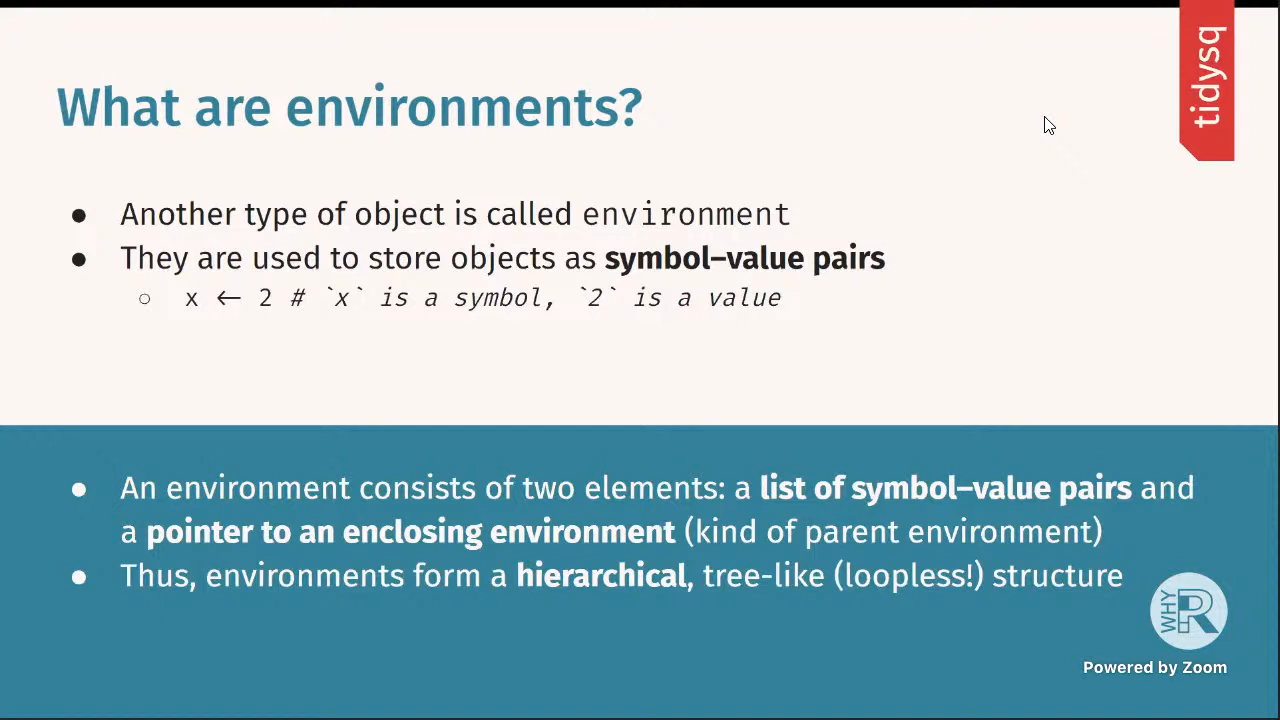 tidysq
What are environments?
● Another type of object is called environment
● They are used to store objects as symbol–value pairs
○ x ← 2 # `x` is a symbol, `2` is a value
● An environment consists of two elements: a list of symbol–value pairs and
a pointer to an enclosing environment (kind of parent environment)
● Thus, environments form a hierarchical, tree-like (loopless!) structure
WHY R
Powered by Zoom